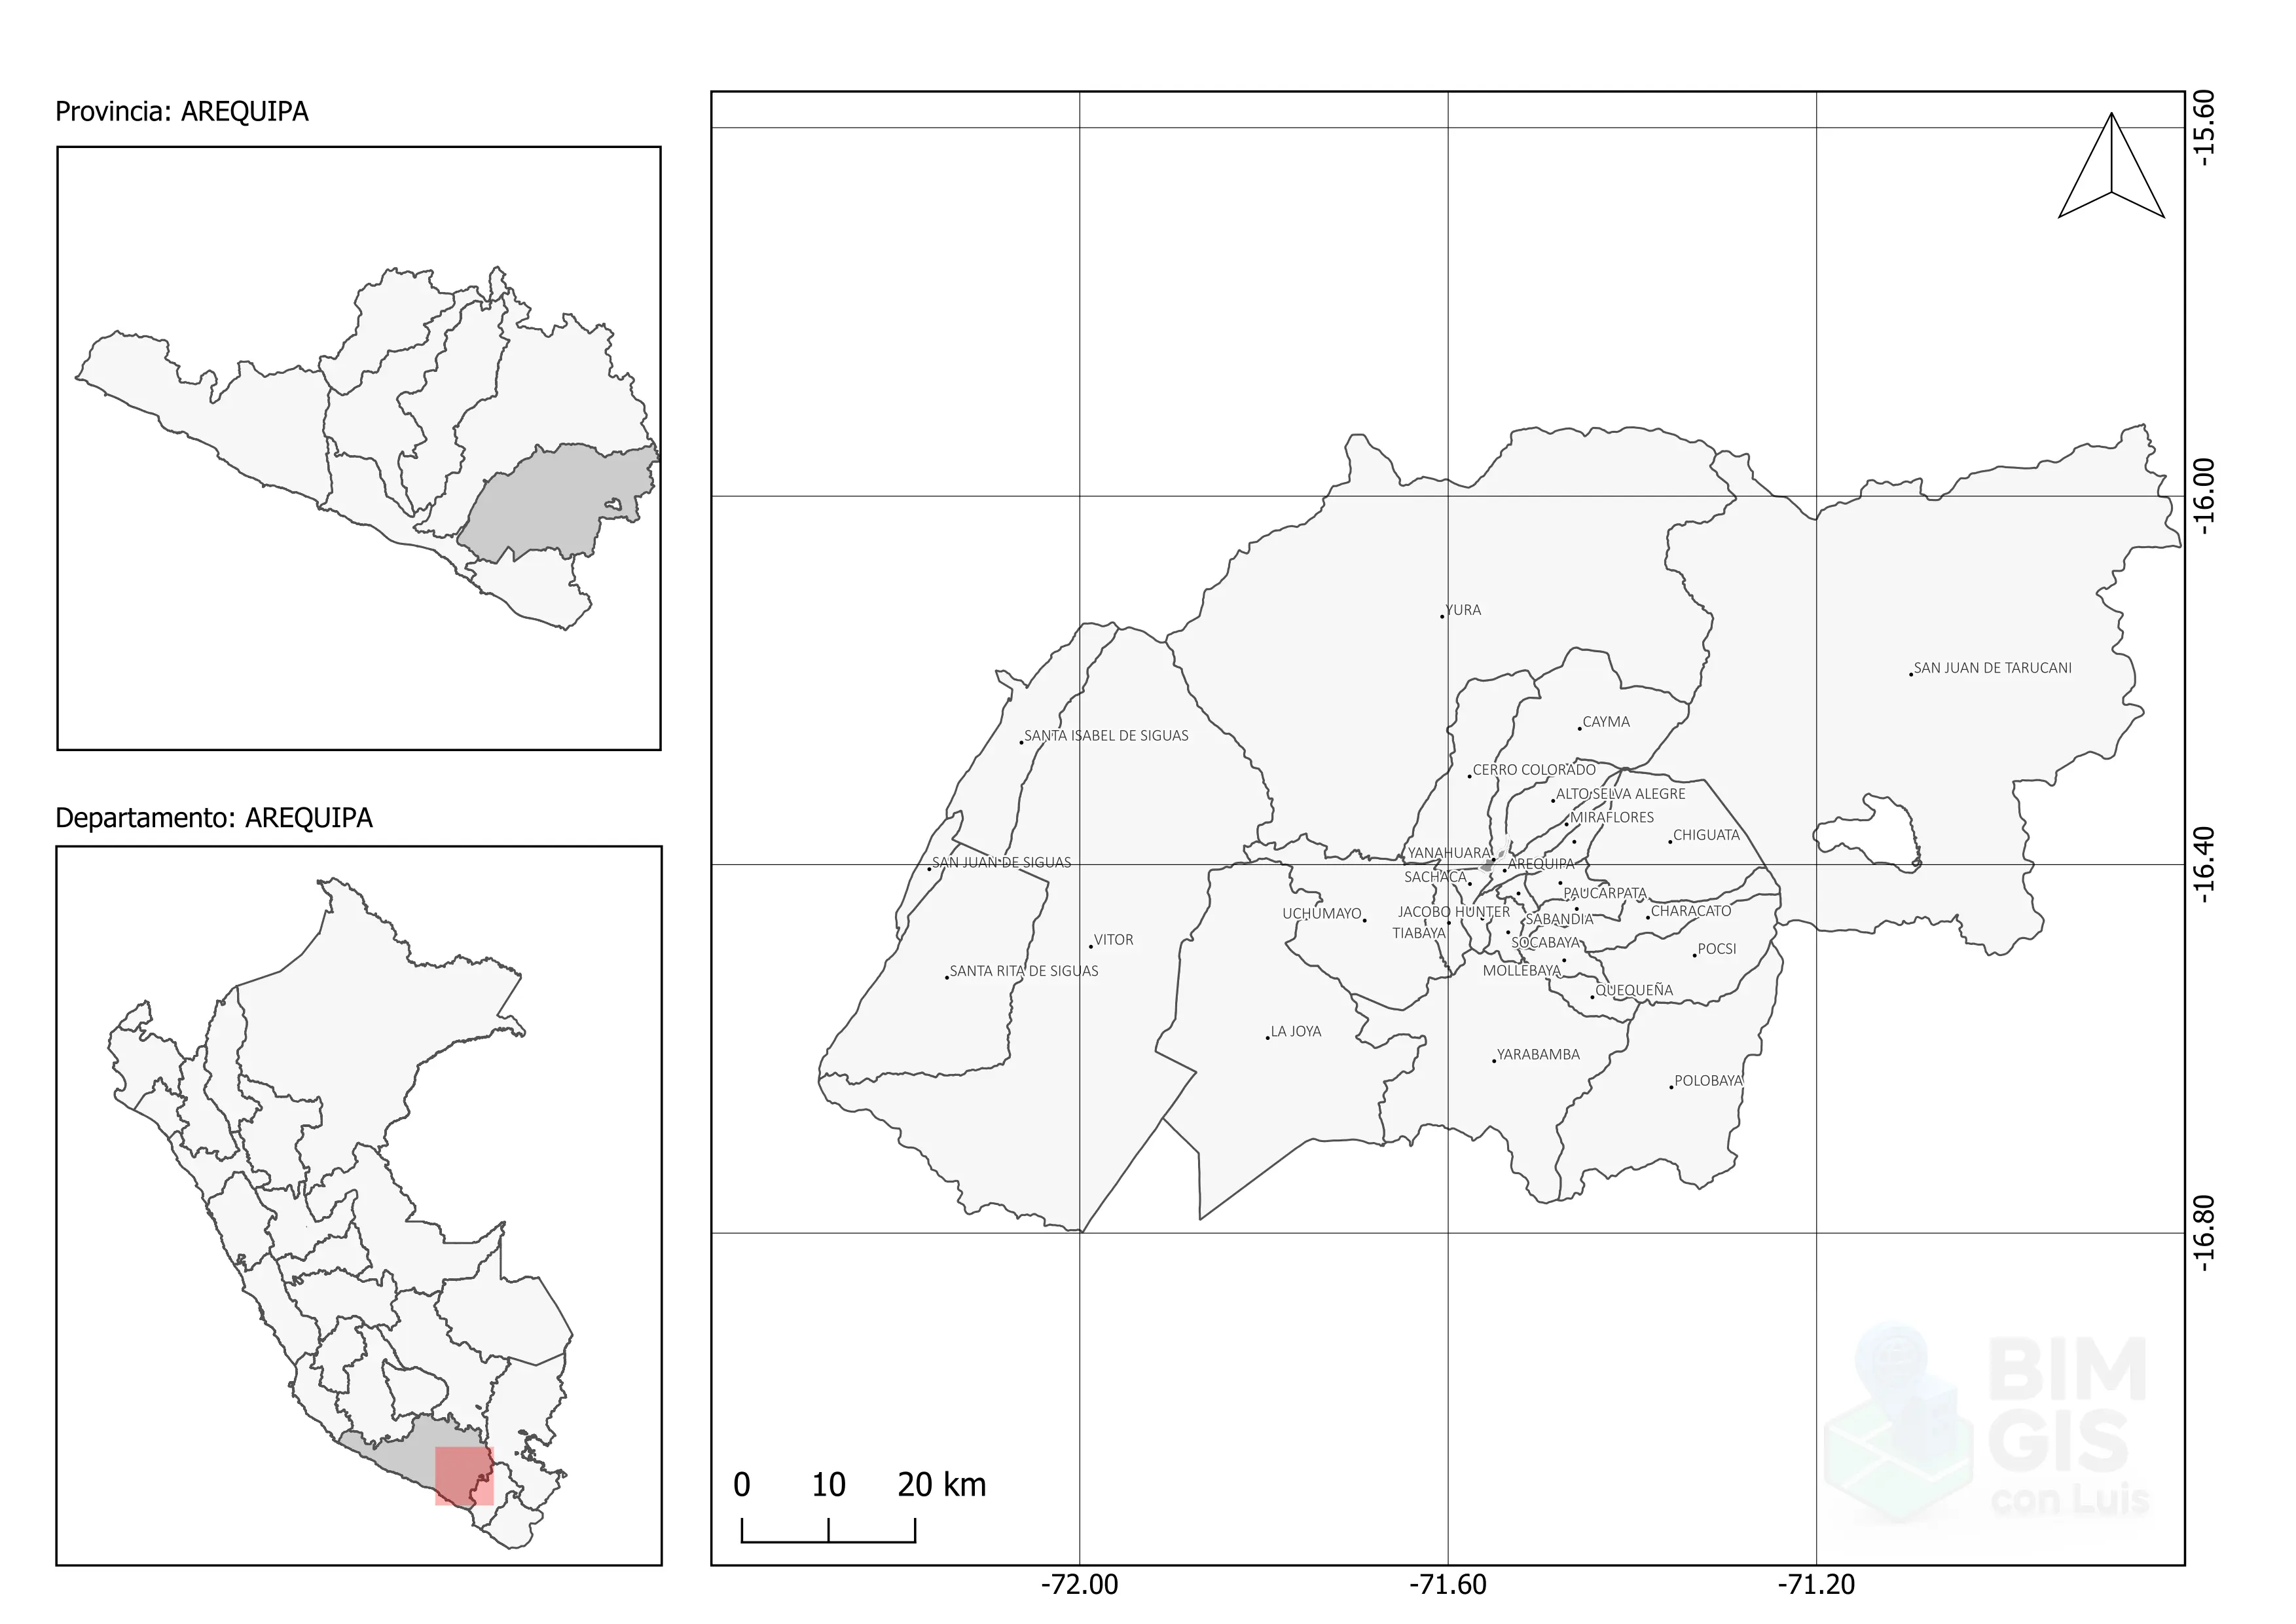 Provincia: AREQUIPA
Departamento: AREQUIPA
-15.60
-16.00
-16.40
-16.80
YURA
SAN JUAN DE TARUCANI
CAYMA
SANTA ISABEL DE SIGUAS
CERRO COLORADO
ALTO SELVA ALEGRE
MIRAFLORES
CHIGUATA
YANAHUARA
AREQUIPA
SAN JUAN DE SIGUAS
SACHACA
PAUCARPATA
UCHUMAYO
JACOBO HUNTER
CHARACATO
SABANDIA
TIABAYA
VITOR
SOCABAYA
POCSI
SANTA RITA DE SIGUAS
MOLLEBAYA
QUEQUEÑA
LA JOYA
YARABAMBA
POLOBAYA
BIM
GIS
con Luis
0 10 20 km
-72.00 -71.60 -71.20